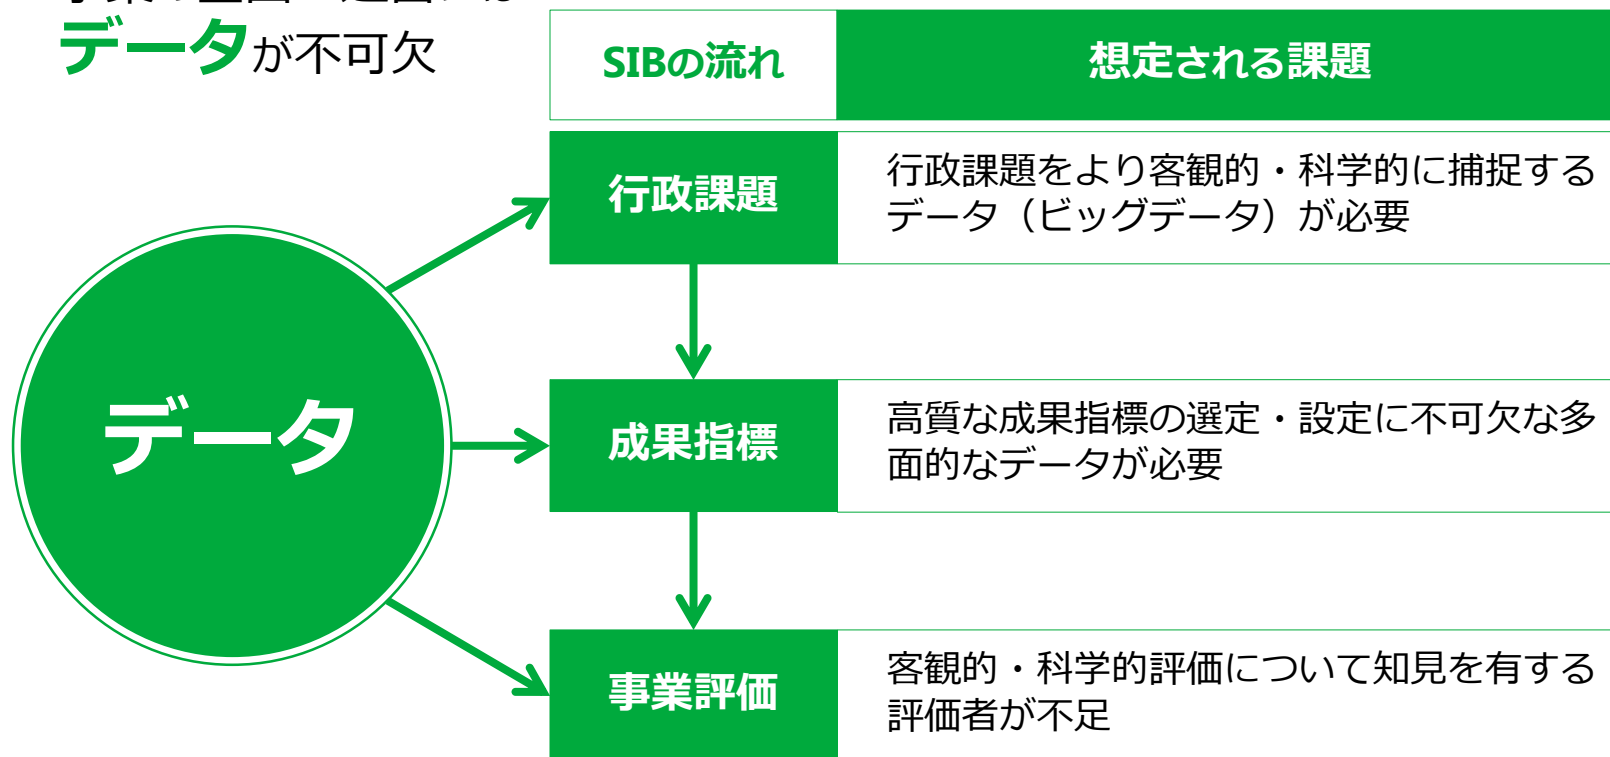 データが不可欠
SIBの流れ
想定される課題
データ
行政課題
行政課題をより客観的・科学的に捕捉する
データ（ビッグデータ）が必要
成果指標
高質な成果指標の選定・設定に不可欠な多
面的なデータが必要
事業評価
客観的・科学的評価について知見を有する
評価者が不足